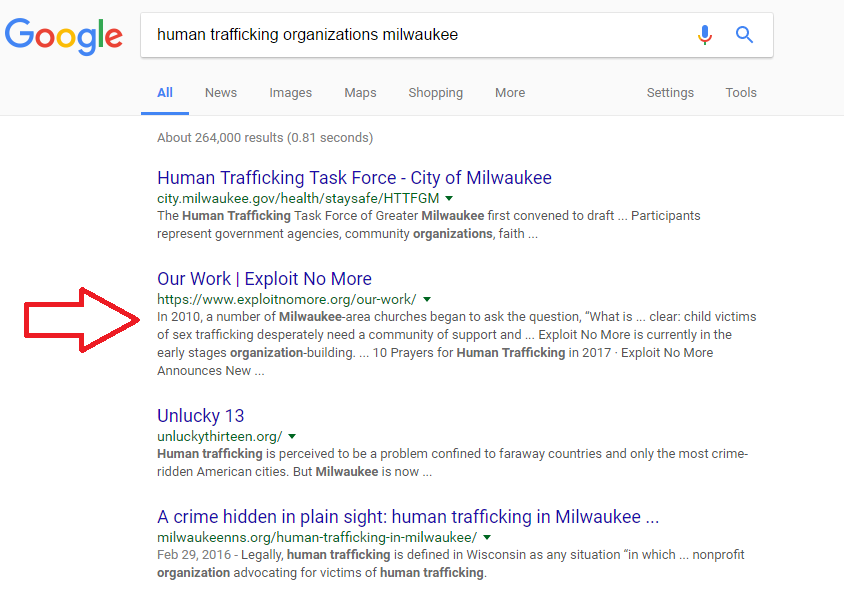 Google
human trafficking organizations milwaukee
All News Images Maps Shopping More Settings Tools
About 264,000 results (0.81 seconds)
Human Trafficking Task Force - City of Milwaukee
city.milwaukee.gov/health/staysafe/HTTFGM
The Human Trafficking Task Force of Greater Milwaukee first convened to draft ... Participants
represent government agencies, community organizations, faith ...
Our Work | Exploit No More
https://www.exploitnomore.org/our-work/
In 2010, a number of Milwaukee-area churches began to ask the question, “What is ... clear: child victims
of sex trafficking desperately need a community of support and ... Exploit No More is currently in the
early stages organization-building. ... 10 Prayers for Human Trafficking in 2017 · Exploit No More
Announces New ...
Unlucky 13
unluckythirteen.org/
Human trafficking is perceived to be a problem confined to faraway countries and only the most crime-
ridden American cities. But Milwaukee is now ...
A crime hidden in plain sight: human trafficking in Milwaukee ...
milwaukeenns.org/human-trafficking-in-milwaukee/
Feb 29, 2016 - Legally, human trafficking is defined in Wisconsin as any situation “in which ... nonprofit
organization advocating for victims of human trafficking.